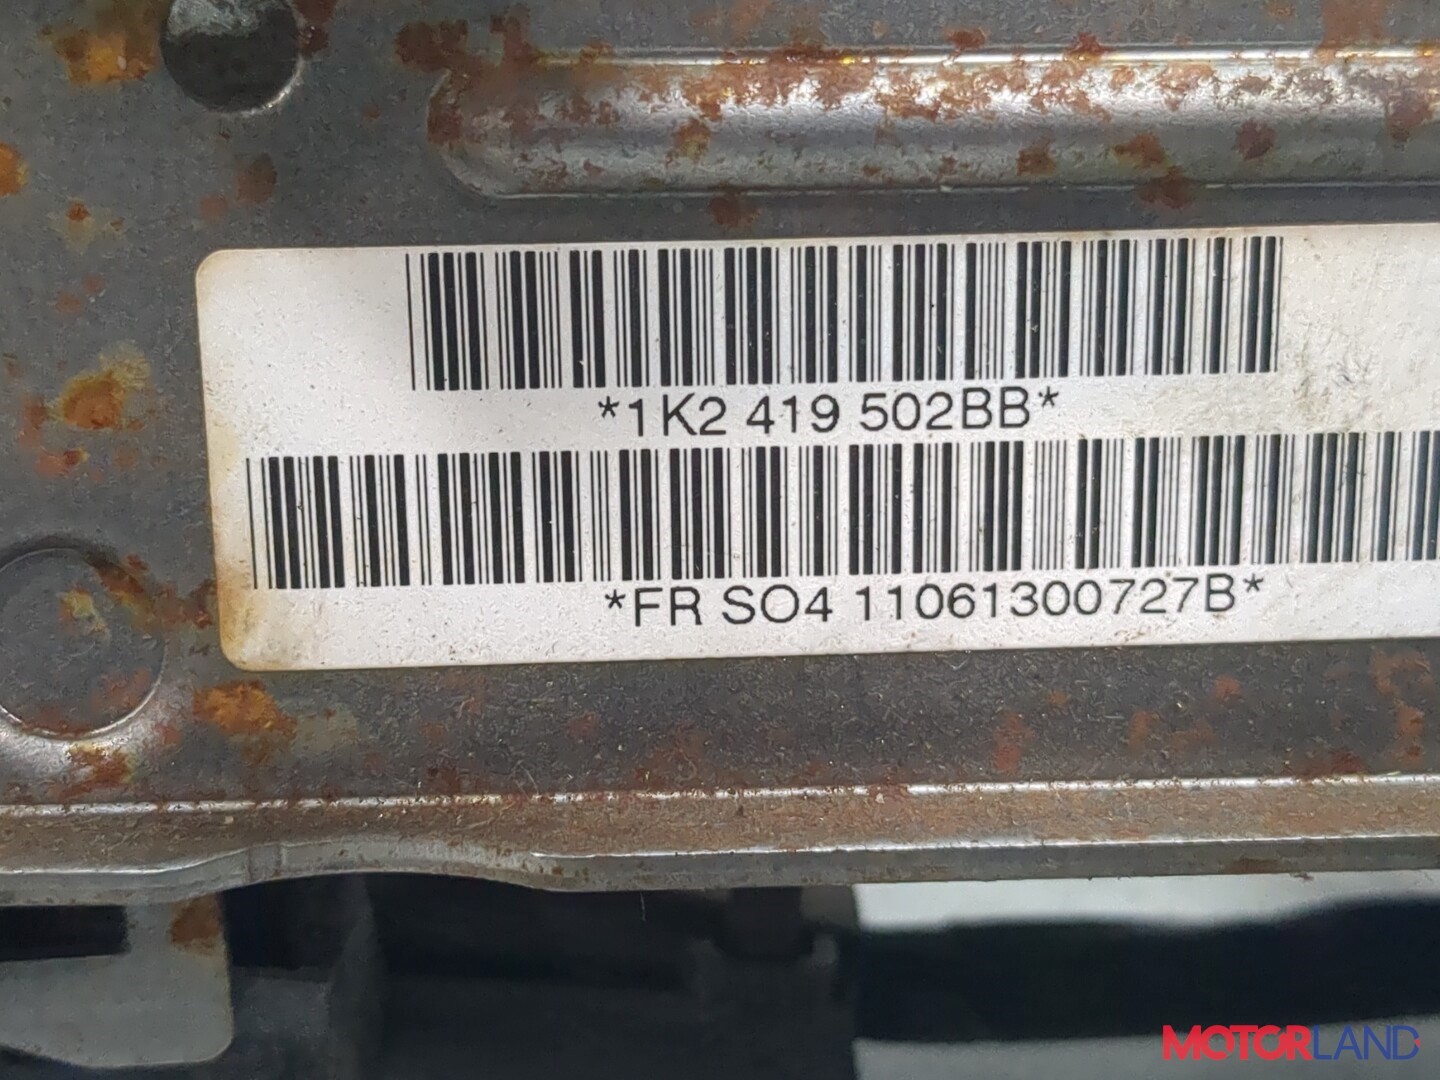 *1K2 419 502BB*
*FR SO4 11061300727B*
MOTORLAND